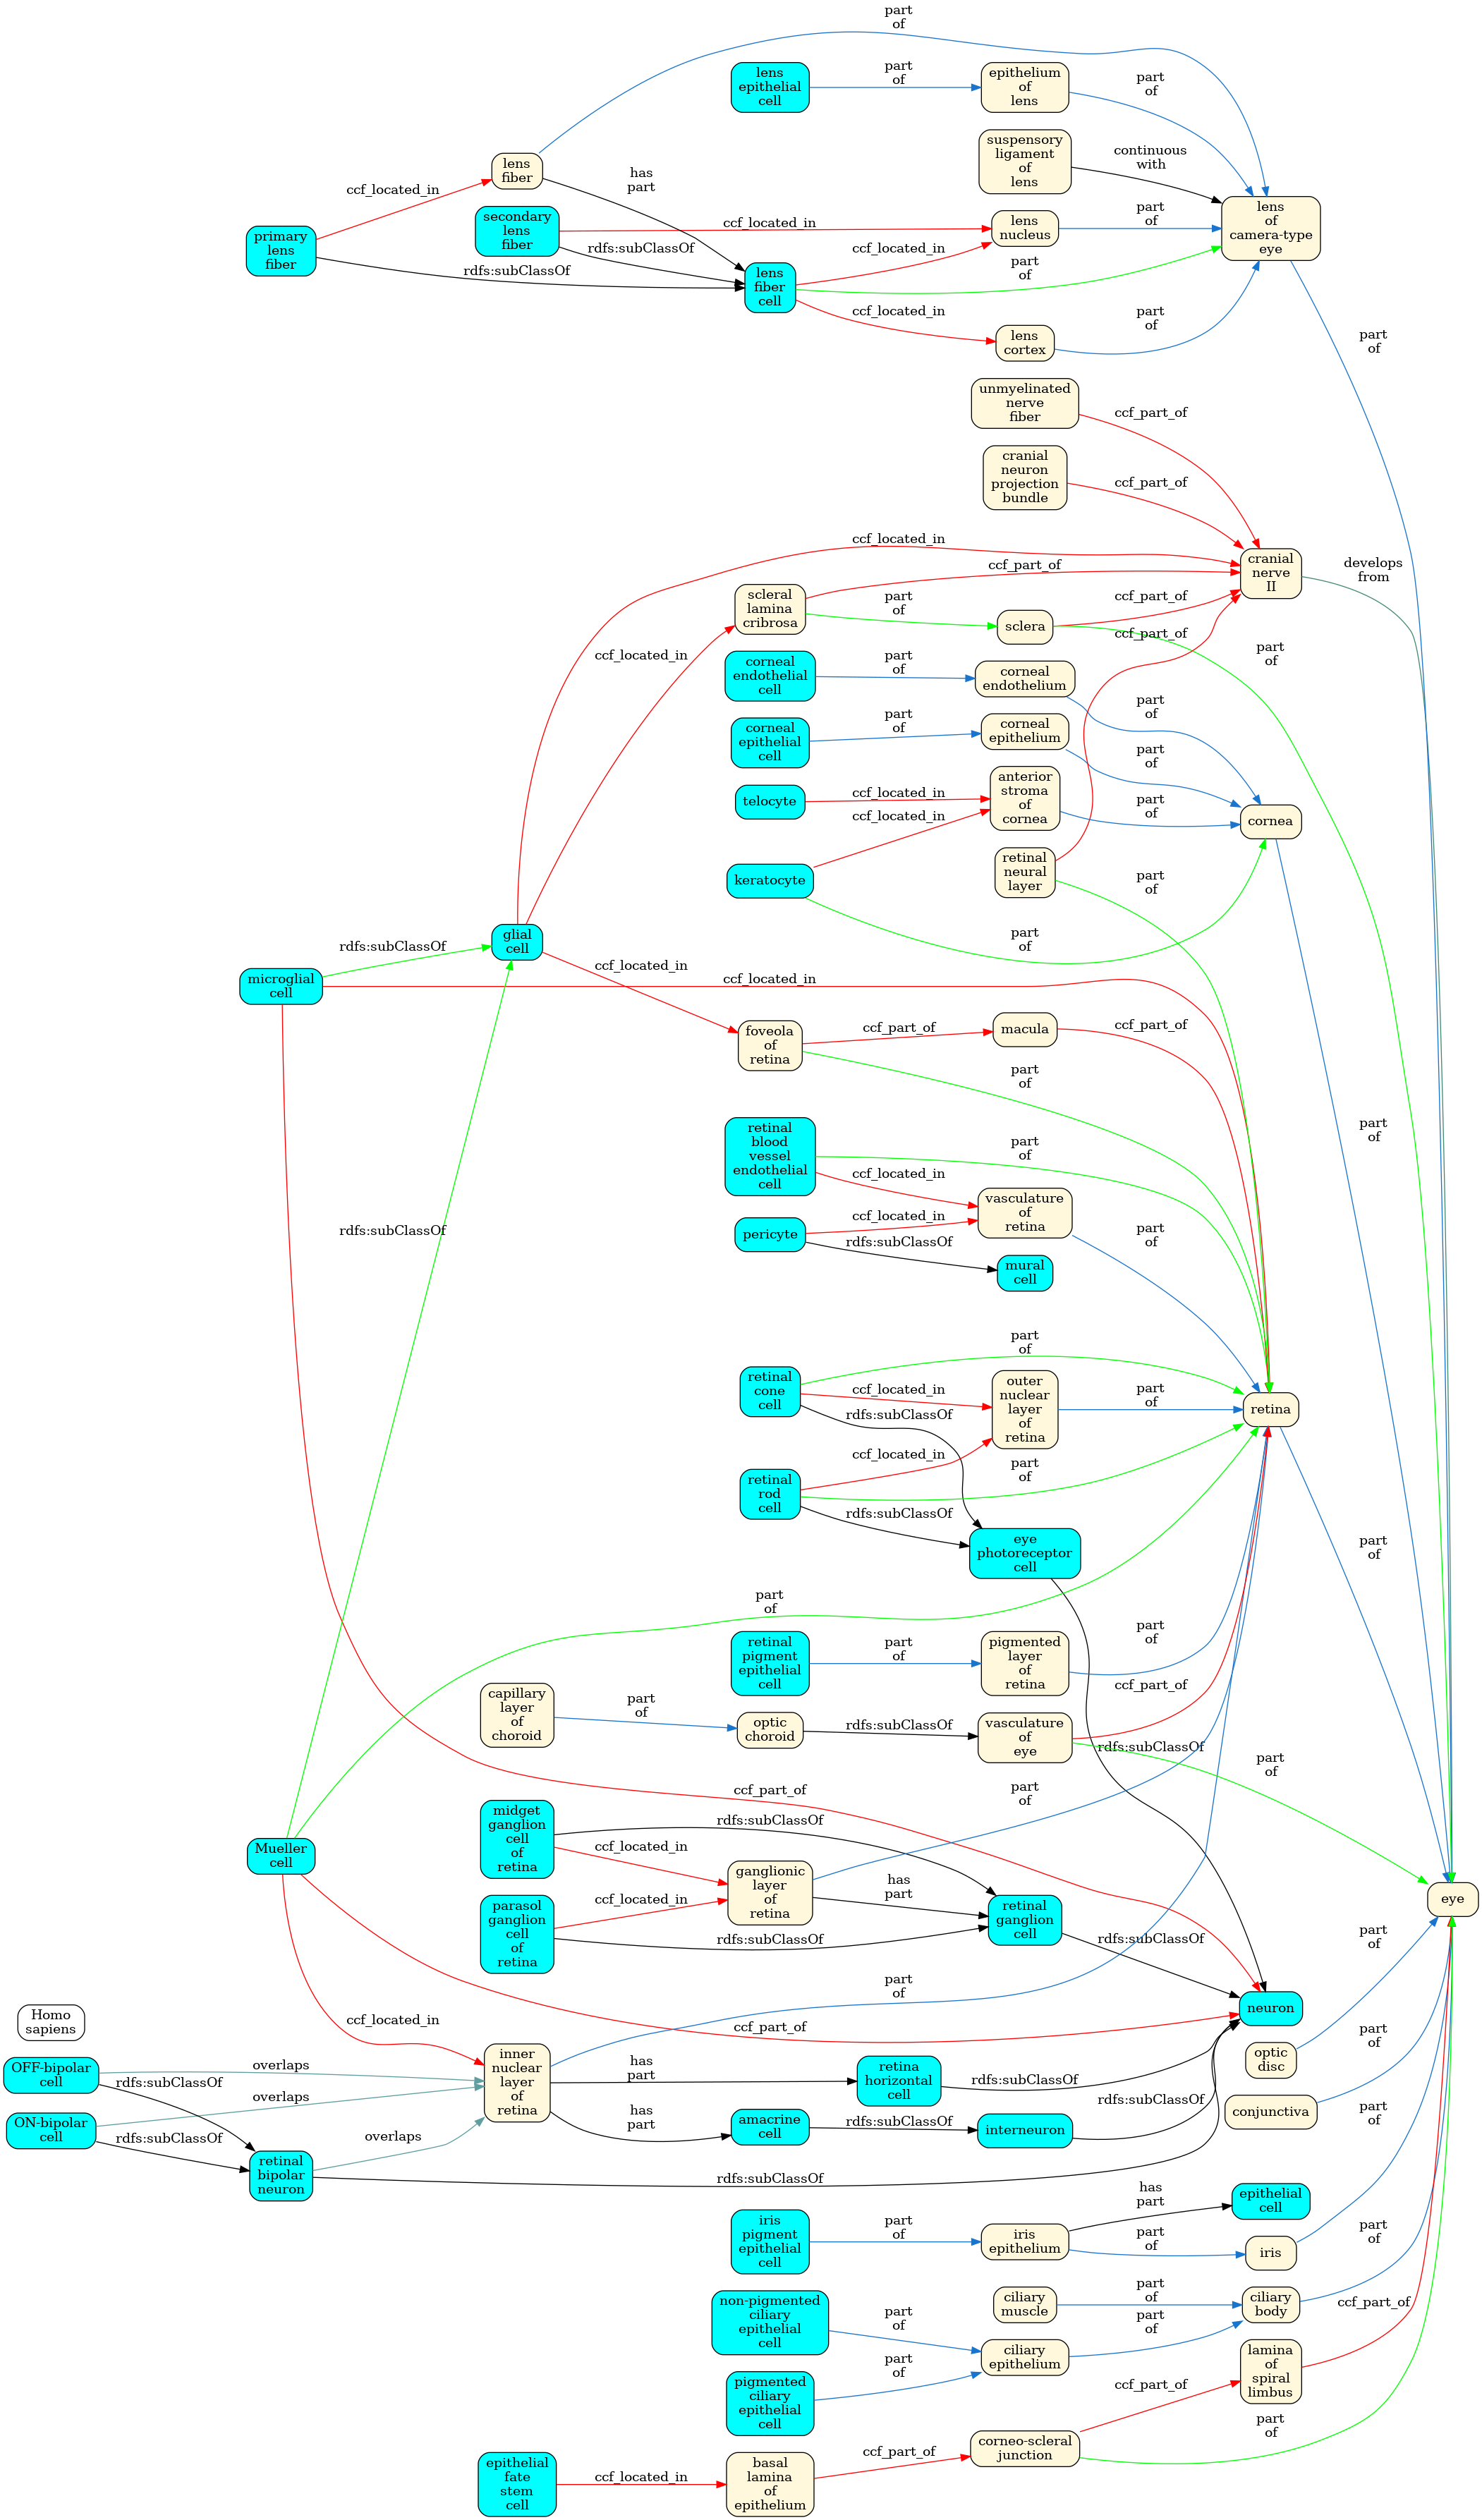 part
of
lens
epithelial
cell
part
of
epithelium
of
lens
part
of
suspensory
ligament
of
lens
continuous
with
lens
fiber
ccf_located_in
has
part
primary
lens
fiber
secondary
lens
fiber
ccf_located_in
lens
nucleus
part
of
lens
of
camera-type
eye
rdfs:subClassOf
rdfs:subClassOf
lens
fiber
cell
ccf_located_in
part
of
ccf_located_in
lens
cortex
part
of
part
of
unmyelinated
nerve
fiber
ccf_part_of
cranial
neuron
projection
bundle
ccf_part_of
ccf_located_in
cranial
nerve
II
develops
from
scleral
lamina
cribrosa
ccf_part_of
part
of
sclera
ccf_part_of
ccf_part_of
part
of
ccf_located_in
corneal
endothelial
cell
part
of
corneal
endothelium
part
of
corneal
epithelial
cell
part
of
corneal
epithelium
part
of
telocyte
ccf_located_in
anterior
stroma
of
cornea
part
of
cornea
ccf_located_in
keratocyte
retinal
neural
layer
part
of
part
of
glial
cell
rdfs:subClassOf
microglial
cell
ccf_located_in
ccf_located_in
foveola
of
retina
ccf_part_of
macula
ccf_part_of
part
of
part
of
retinal
blood
vessel
endothelial
cell
part
of
ccf_located_in
vasculature
of
retina
part
of
pericyte
ccf_located_in
rdfs:subClassOf
mural
cell
rdfs:subClassOf
part
of
retinal
cone
cell
ccf_located_in
outer
nuclear
layer
of
retina
part
of
retina
rdfs:subClassOf
ccf_located_in
retinal
rod
cell
part
of
rdfs:subClassOf
eye
photoreceptor
cell
part
of
part
of
retinal
pigment
epithelial
cell
part
of
pigmented
layer
of
retina
part
of
ccf_part_of
capillary
layer
of
choroid
part
of
optic
choroid
rdfs:subClassOf
vasculature
of
eye
rdfs:subClassOf
part
of
ccf_part_of
part
of
midget
ganglion
cell
of
retina
rdfs:subClassOf
ccf_located_in
Mueller
cell
ganglionic
layer
of
retina
has
part
eye
parasol
ganglion
cell
of
retina
ccf_located_in
rdfs:subClassOf
retinal
ganglion
cell
rdfs:subClassOf
part
of
part
of
neuron
Homo
sapiens
ccf_located_in
ccf_part_of
OFF-bipolar
cell
overlaps
rdfs:subClassOf
inner
nuclear
layer
of
retina
has
part
retina
horizontal
cell
rdfs:subClassOf
optic
disc
part
of
ON-bipolar
cell
overlaps
rdfs:subClassOf
overlaps
has
part
amacrine
cell
rdfs:subClassOf
interneuron
rdfs:subClassOf
conjunctiva
part
of
retinal
bipolar
neuron
rdfs:subClassOf
has
part
epithelial
cell
iris
pigment
epithelial
cell
part
of
iris
epithelium
part
of
iris
part
of
non-pigmented
ciliary
epithelial
cell
part
of
ciliary
muscle
part
of
ciliary
body
ccf_part_of
part
of
ciliary
epithelium
pigmented
ciliary
epithelial
cell
part
of
lamina
of
spiral
limbus
ccf_part_of
corneo-scleral
junction
part
of
epithelial
fate
stem
cell
ccf_located_in
basal
lamina
of
epithelium
ccf_part_of